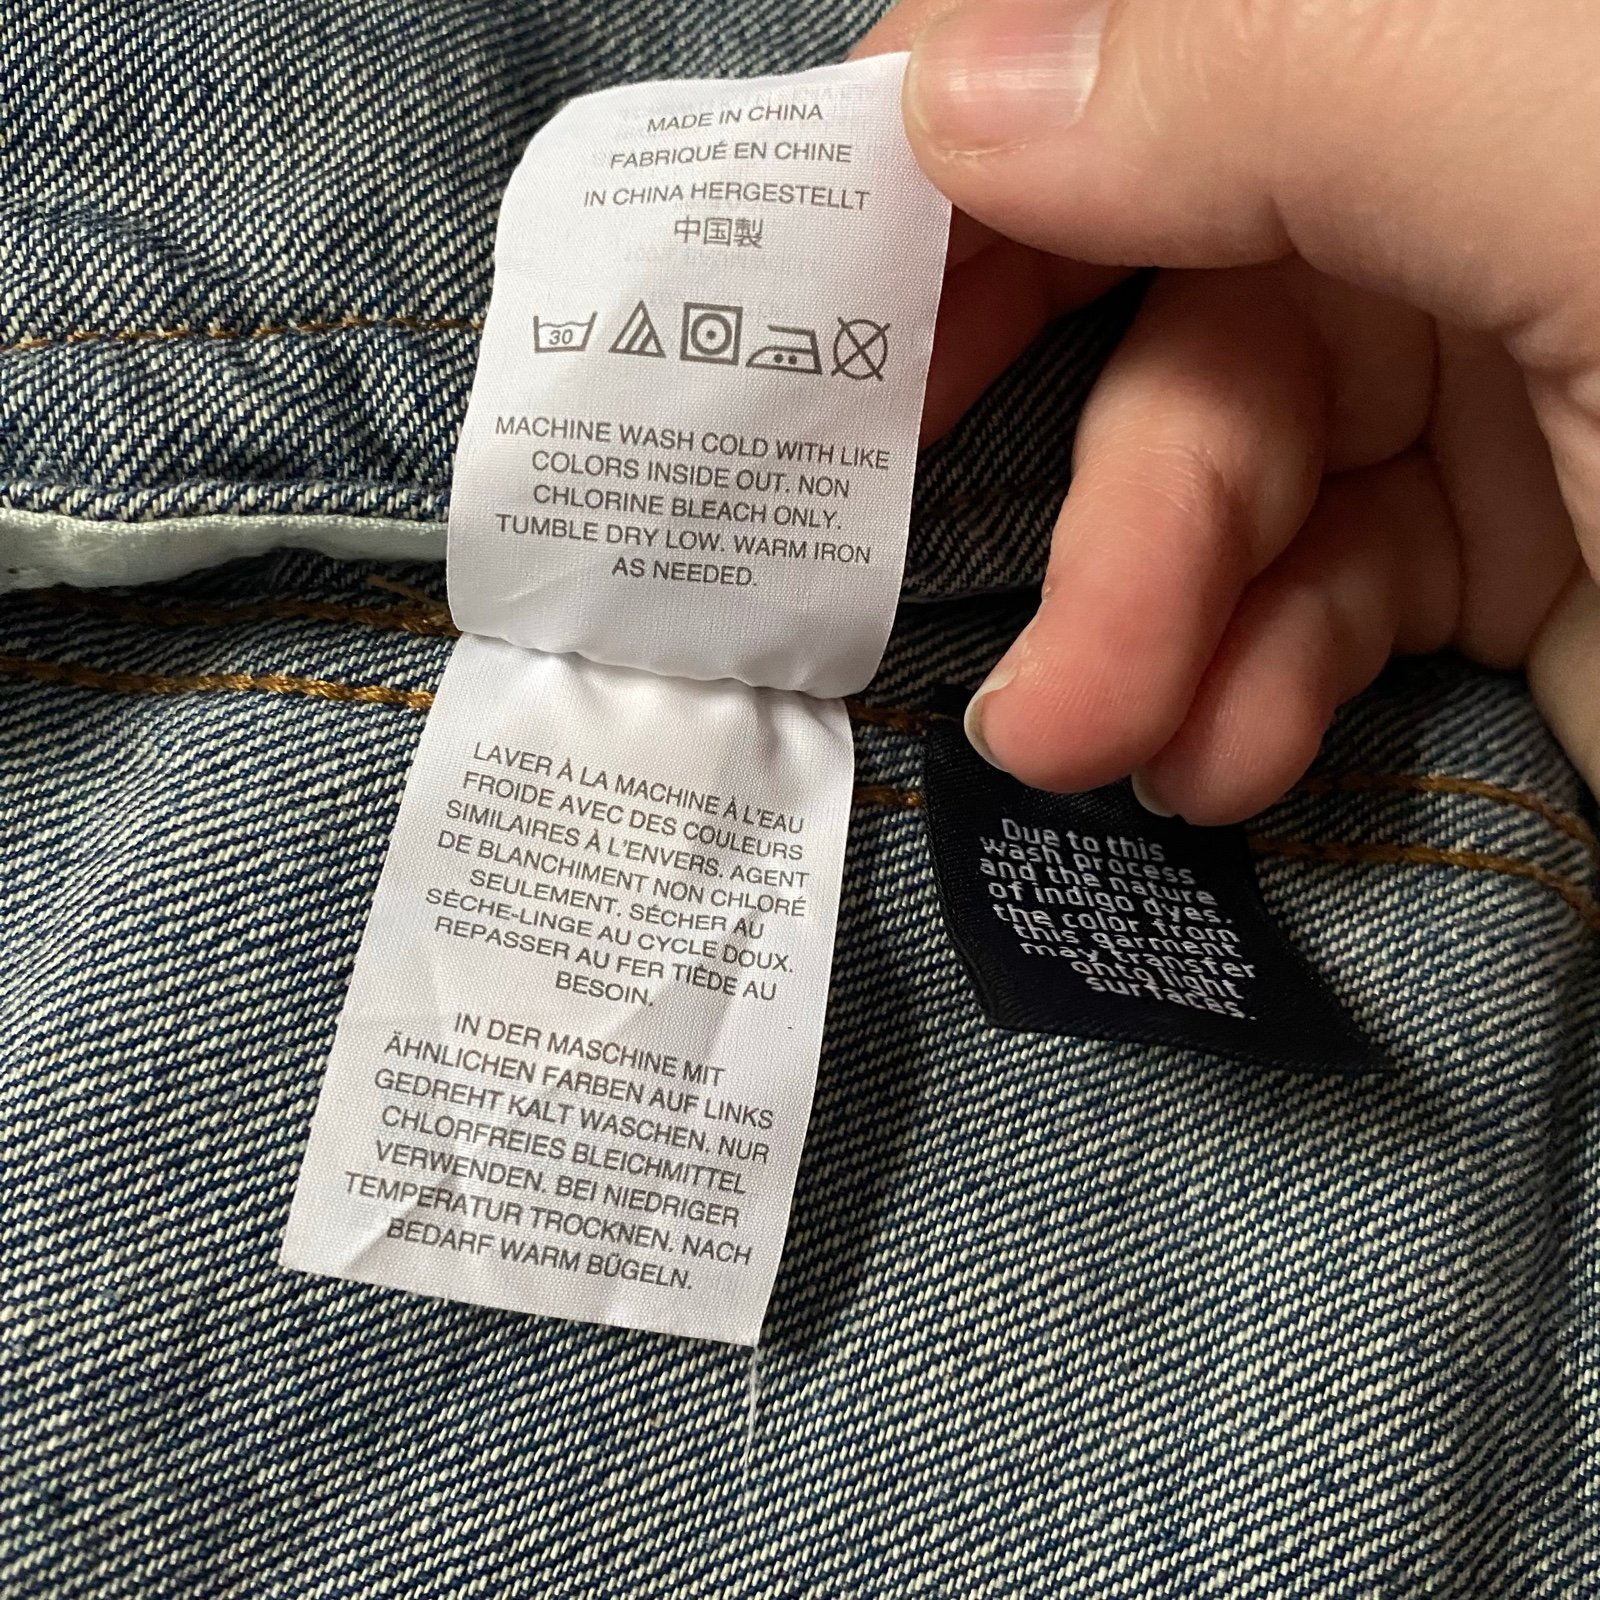 MADE IN CHINA
FABRIQUÉ EN CHINE
IN CHINA HERGESTELLT
中国製
30
MACHINE WASH COLD WITH LIKE
COLORS INSIDE OUT. NON
CHLORINE BLEACH ONLY.
TUMBLE DRY LOW. WARM IRON
AS NEEDED.
LAVER À LA MACHINE À L'EAU
FROIDE AVEC DES COULEURS
SIMILAIRES À L'ENVERS. AGENT
DE BLANCHIMENT NON CHLORÉ
SEULEMENT. SÉCHER AU
SÈCHE-LINGE AU CYCLE DOUX.
REPASSER AU FER TIÈDE AU
BESOIN.
IN DER MASCHINE MIT
ÄHNLICHEN FARBEN AUF LINKS
GEDREHT KALT WASCHEN. NUR
CHLORFREIES BLEICHMITTEL
VERWENDEN. BEI NIEDRIGER
TEMPERATUR TROCKNEN. NACH
BEDARF WARM BÜGELN.
Due to this
wash process
and the nature
of indigo dyes.
the color from
this garment
may transfer
onto light
surfaces.